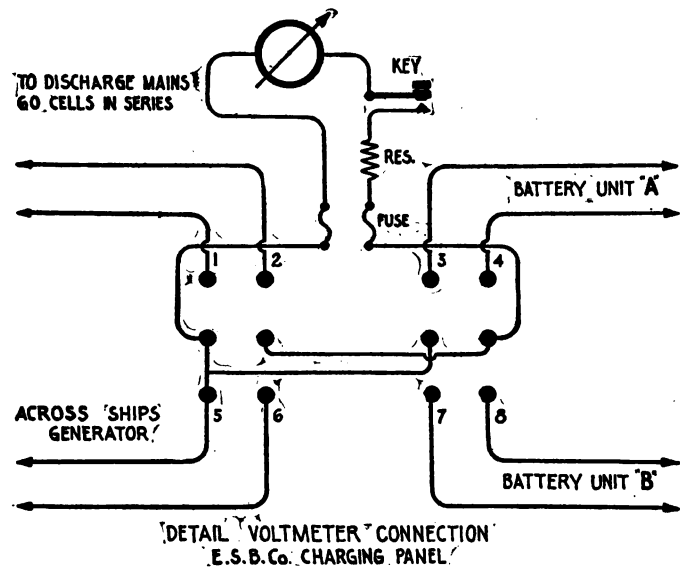 KEY
TO DISCHARGE MAINS
60 CELLS IN SERIES
RES.
BATTERY UNIT "A"
FUSE
1 2 3 4
ACROSS SHIPS
GENERATOR
5 6 7 8
BATTERY UNIT "B"
DETAIL VOLTMETER CONNECTION
E.S.B.Co. CHARGING PANEL